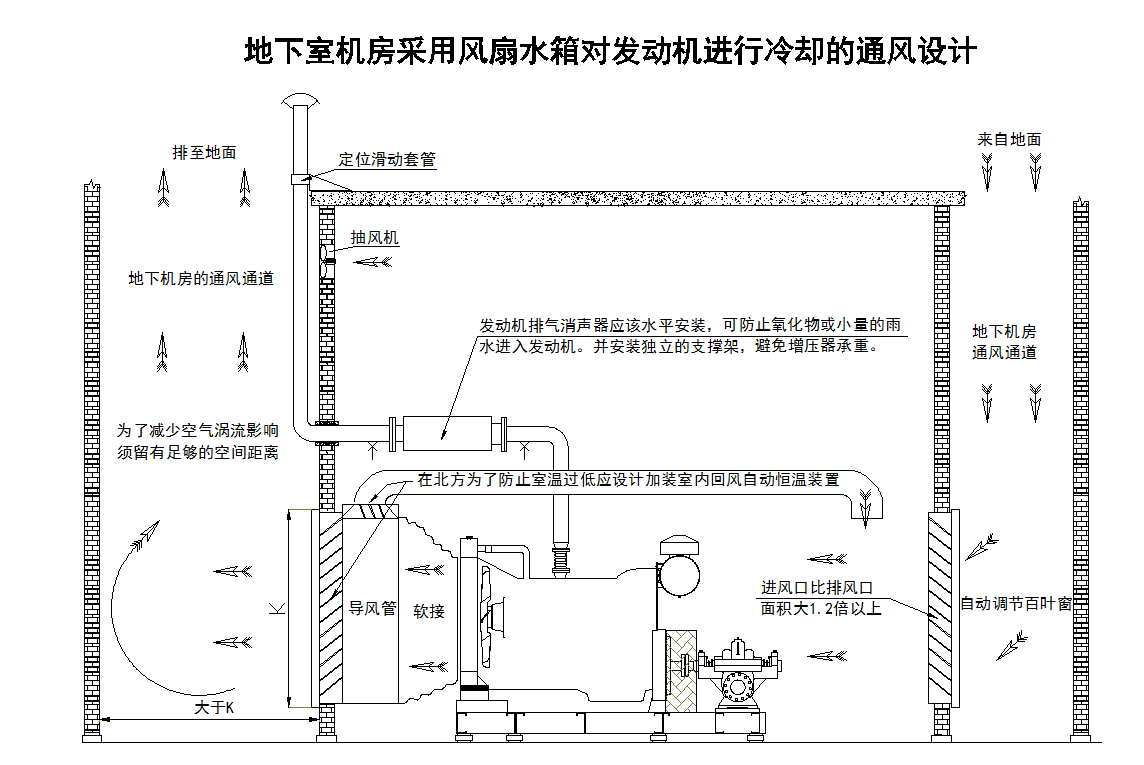 地下室机房采用风扇水箱对发动机进行冷却的通风设计
排至地面
定位滑动套管
来自地面
抽风机
地下机房的通风通道
发动机排气消声器应该水平安装，可防止氧化物或小量的雨
水进入发动机。并安装独立的支撑架，避免增压器承重。
地下机房
通风通道
为了减少空气涡流影响
须留有足够的空间距离
在北方为了防止室温过低应设计加装室内回风自动恒温装置
K
导风管
软接
进风口比排风口
面积大1.2倍以上
自动调节百叶窗
大于K